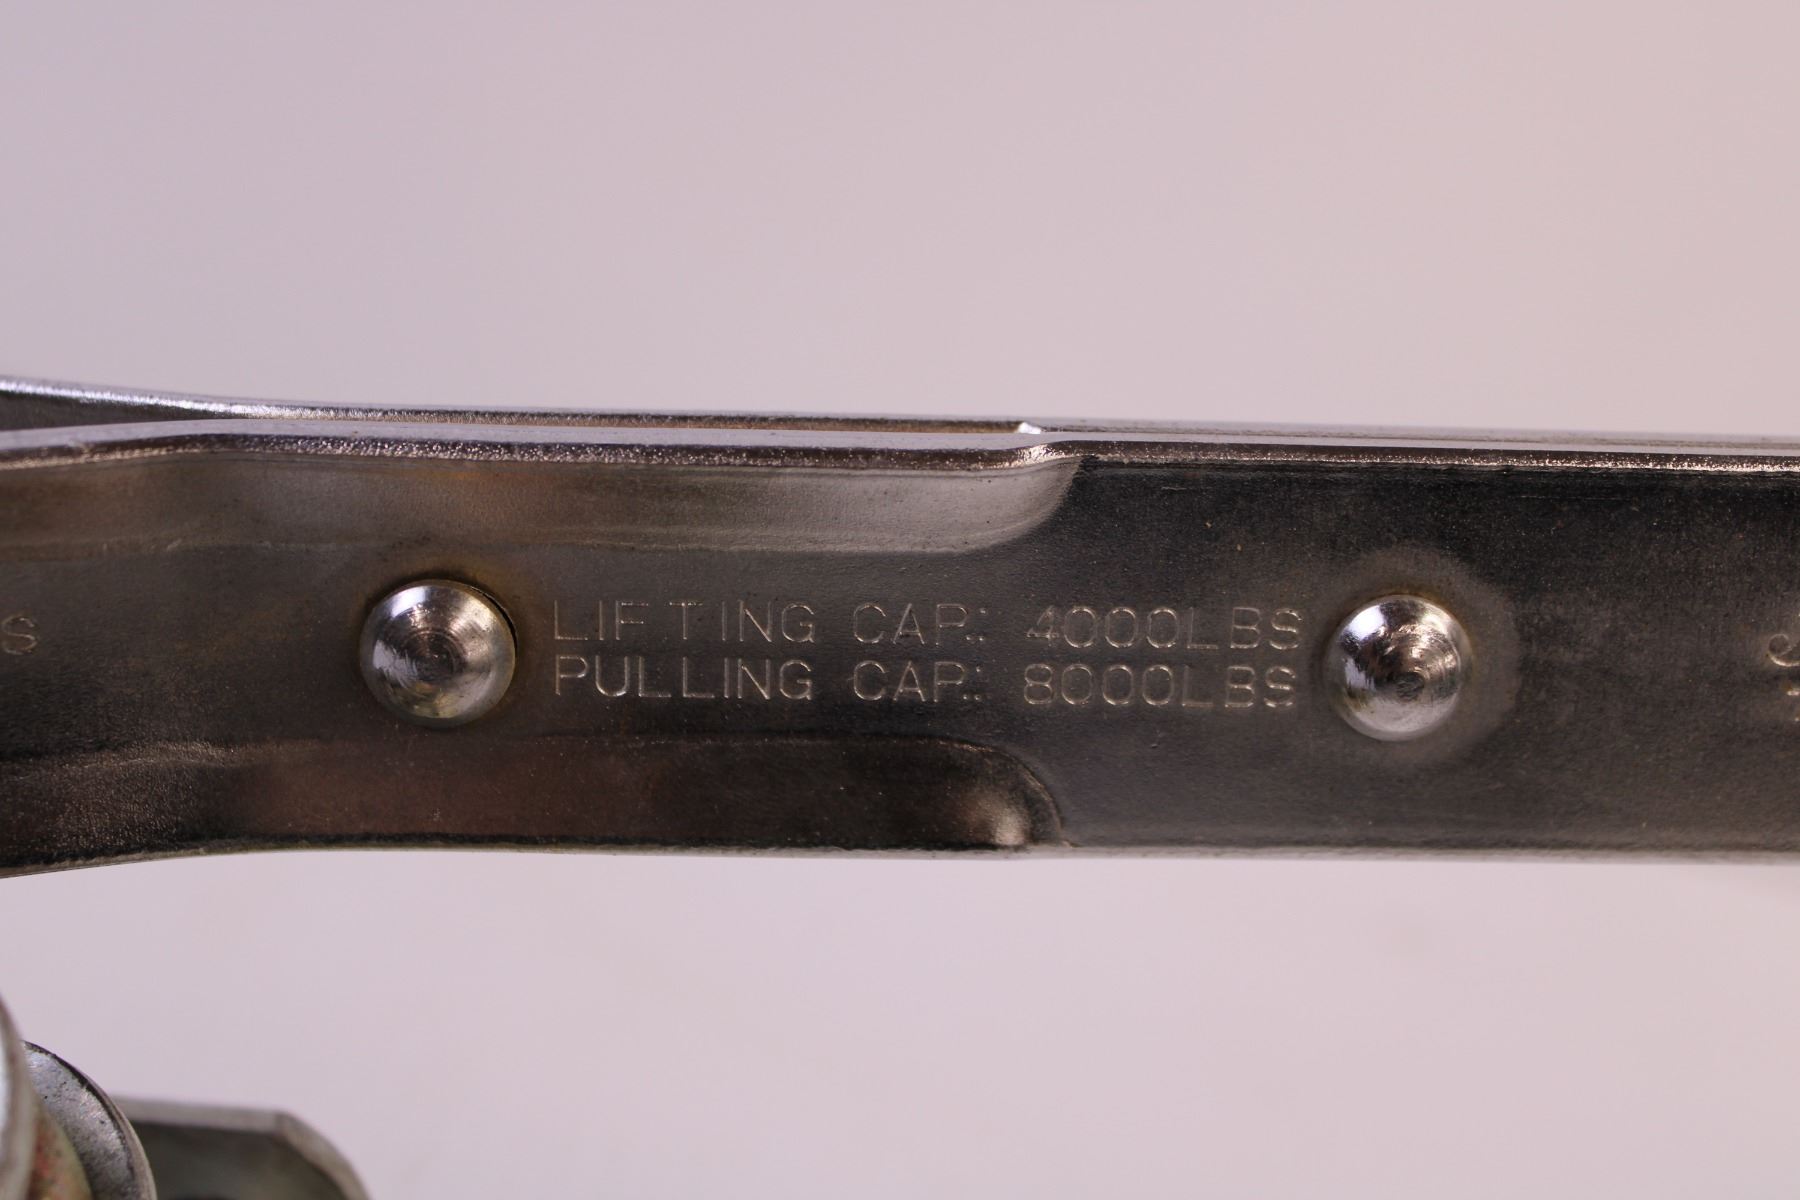 LIFTING CAP.: 4000LBS
PULLING CAP.: 8000LBS